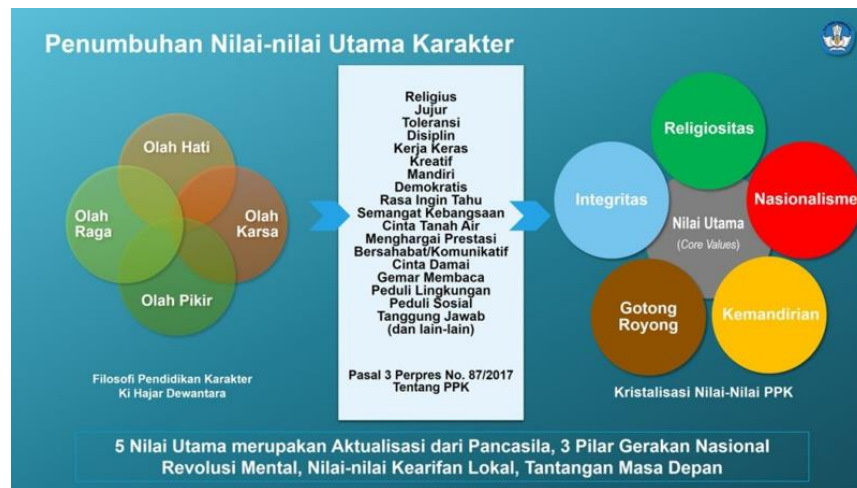 Penumbuhan Nilai-nilai Utama Karakter
Olah Hati
Olah
Raga
Olah
Karsa
Olah Pikir
Filosofi Pendidikan Karakter
Ki Hajar Dewantara
Religius
Jujur
Toleransi
Disiplin
Kerja Keras
Kreatif
Mandiri
Demokratis
Rasa Ingin Tahu
Semangat Kebangsaan
Cinta Tanah Air
Menghargai Prestasi
Bersahabat/Komunikatif
Cinta Damai
Gemar Membaca
Peduli Lingkungan
Peduli Sosial
Tanggung Jawab
(dan lain-lain)
Pasal 3 Perpres No. 87/2017
Tentang PPK
Religiositas
Integritas
Nasionalisme
Nilai Utama
(Core Values)
Gotong
Royong
Kemandirian
Kristalisasi Nilai-Nilai PPK
5 Nilai Utama merupakan Aktualisasi dari Pancasila, 3 Pilar Gerakan Nasional
Revolusi Mental, Nilai-nilai Kearifan Lokal, Tantangan Masa Depan